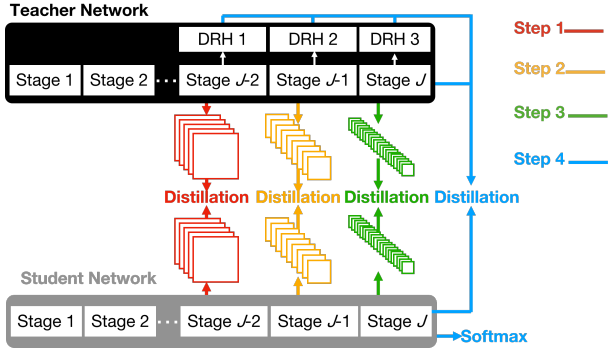 Teacher Network
DRH 1 DRH 2 DRH 3
Stage 1 Stage 2 ··· Stage J-2 Stage J-1 Stage J
Step 1
Step 2
Step 3
Step 4
Distillation Distillation Distillation Distillation
Student Network
Stage 1 Stage 2 ··· Stage J-2 Stage J-1 Stage J
Softmax